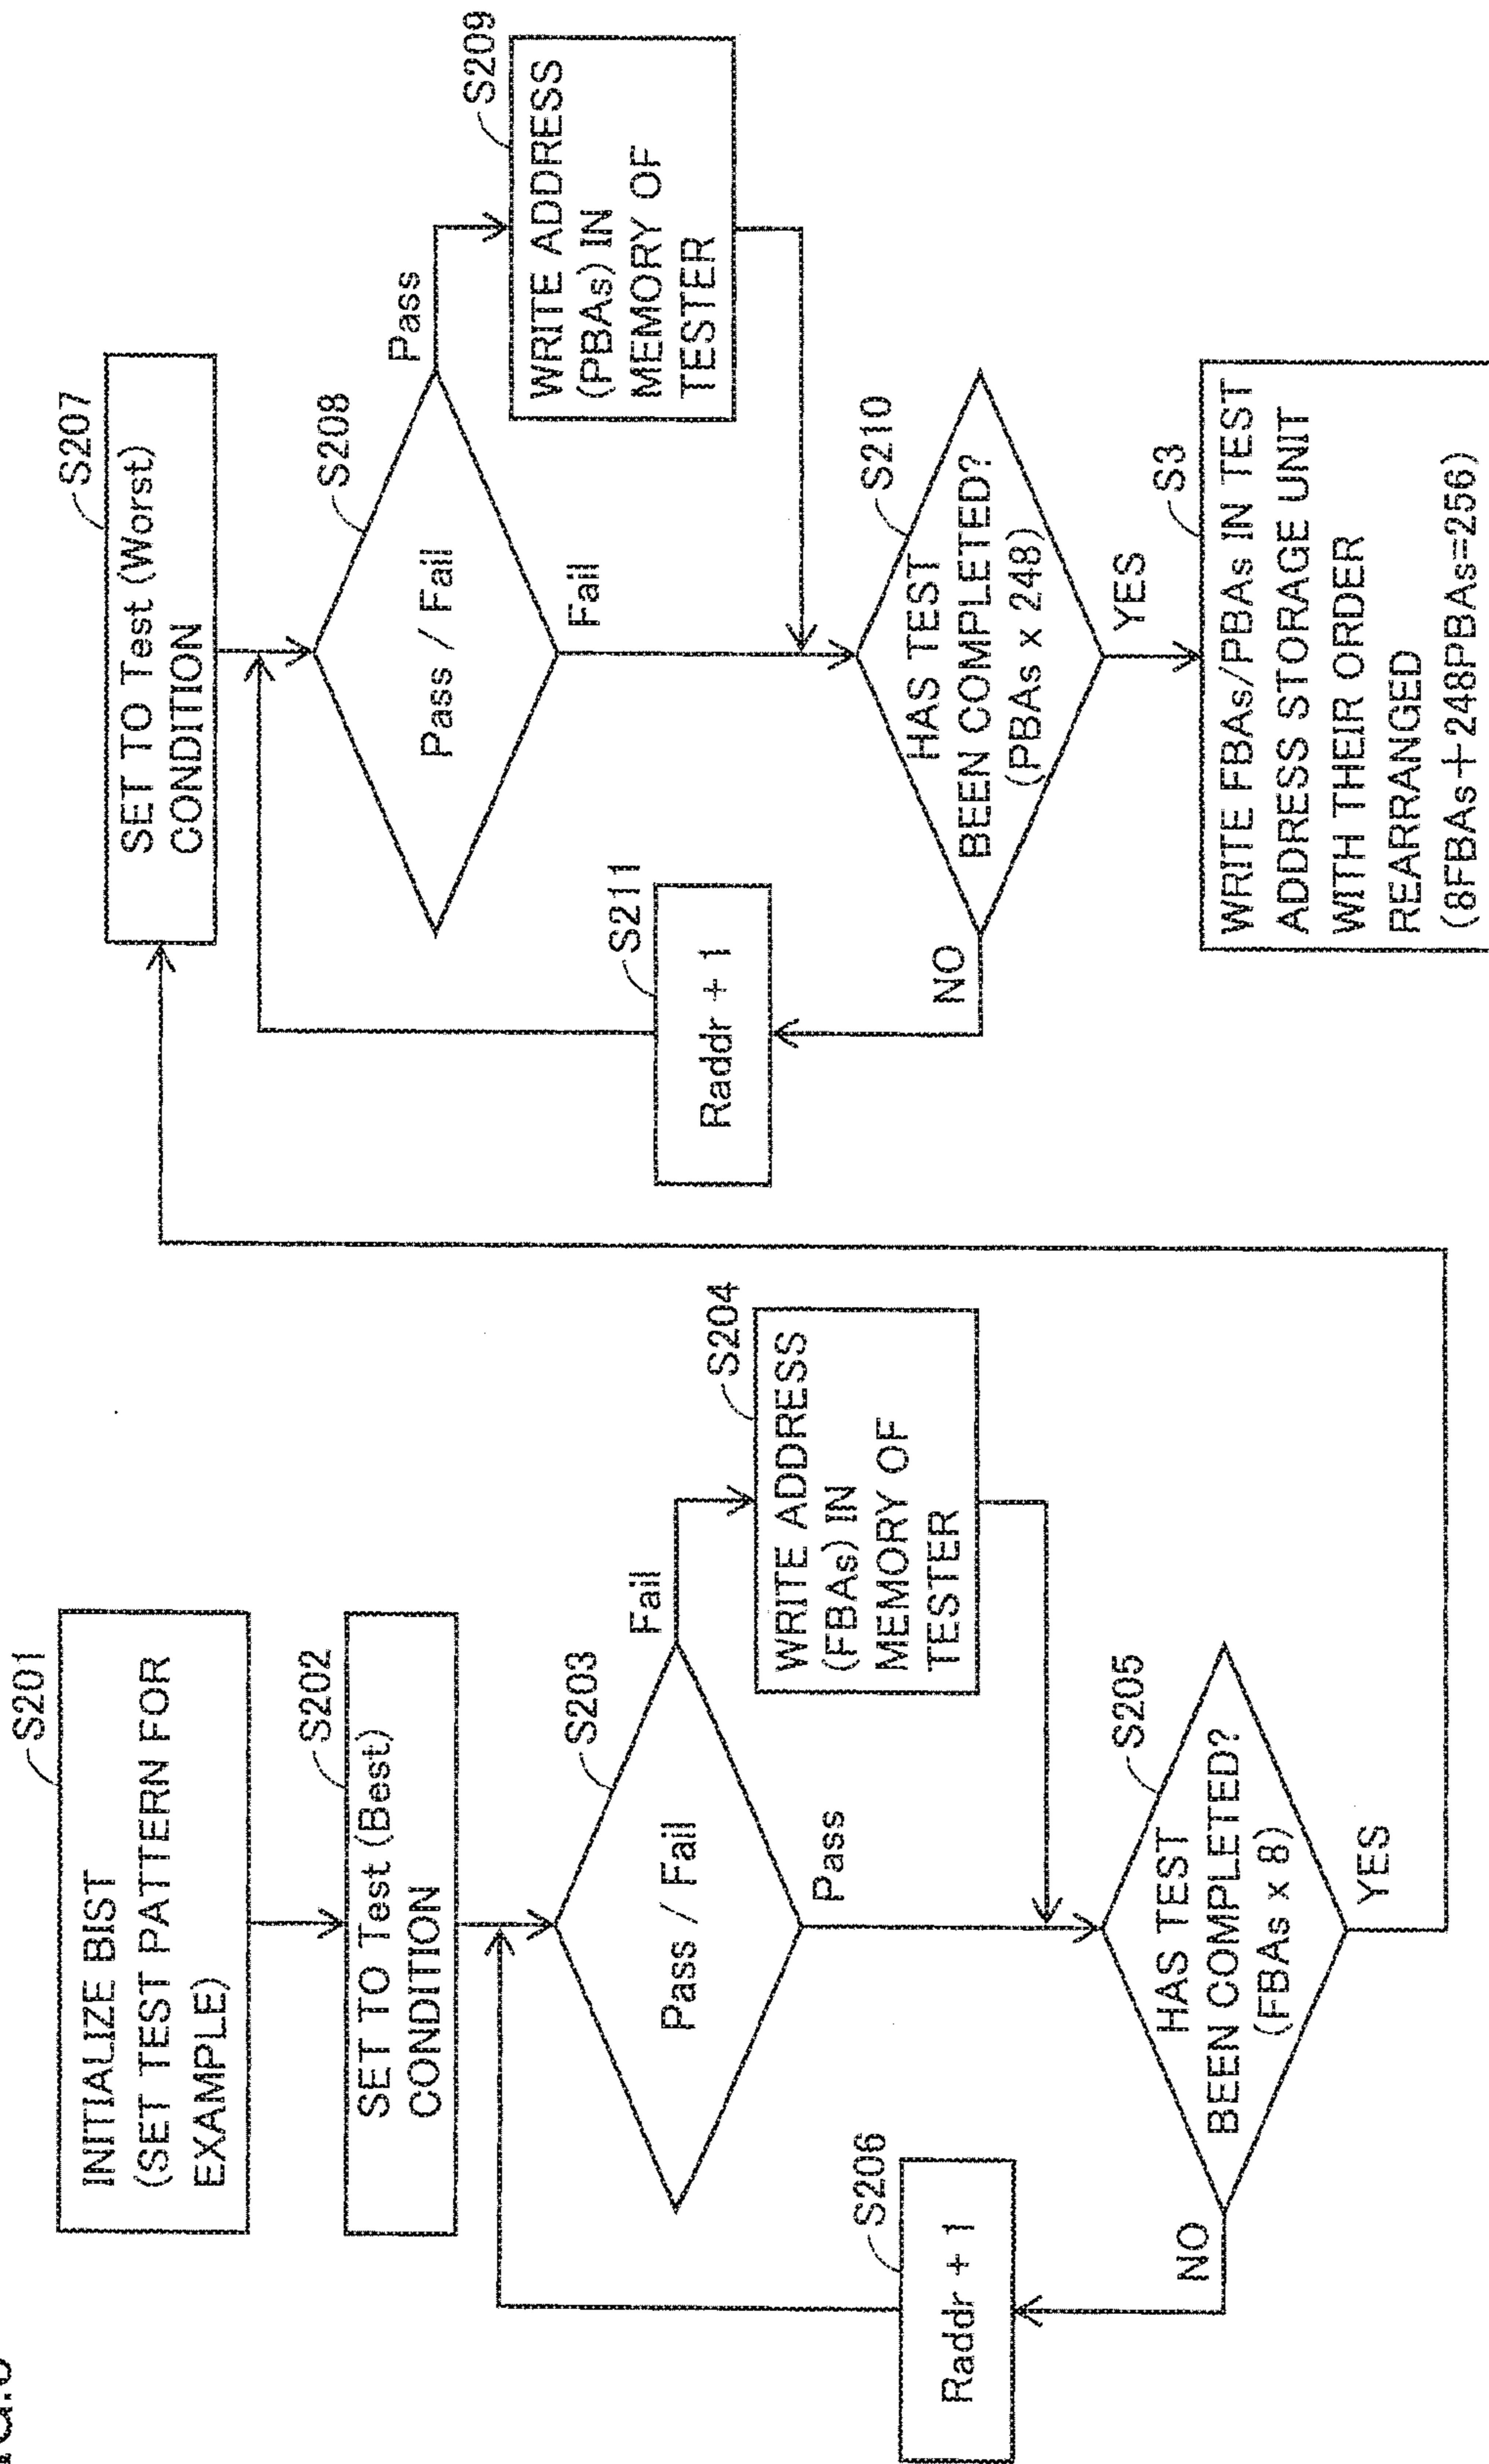 S201
INITIALIZE BIST
(SET TEST PATTERN FOR
EXAMPLE)
S202
SET TO Test (Best)
CONDITION
S203
Pass / Fail
Fail
Pass
S204
WRITE ADDRESS
(FBAs) IN
MEMORY OF
TESTER
S205
HAS TEST
BEEN COMPLETED?
(FBAs x 8)
NO
YES
S206
Raddr + 1
S207
SET TO Test (Worst)
CONDITION
S208
Pass / Fail
Pass
Fail
S209
WRITE ADDRESS
(PBAs) IN
MEMORY OF
TESTER
S210
HAS TEST
BEEN COMPLETED?
(PBAs x 248)
NO
YES
S211
Raddr + 1
S3
WRITE FBAs/PBAs IN TEST
ADDRESS STORAGE UNIT
WITH THEIR ORDER
REARRANGED
(8FBAs+248PBAs=256)